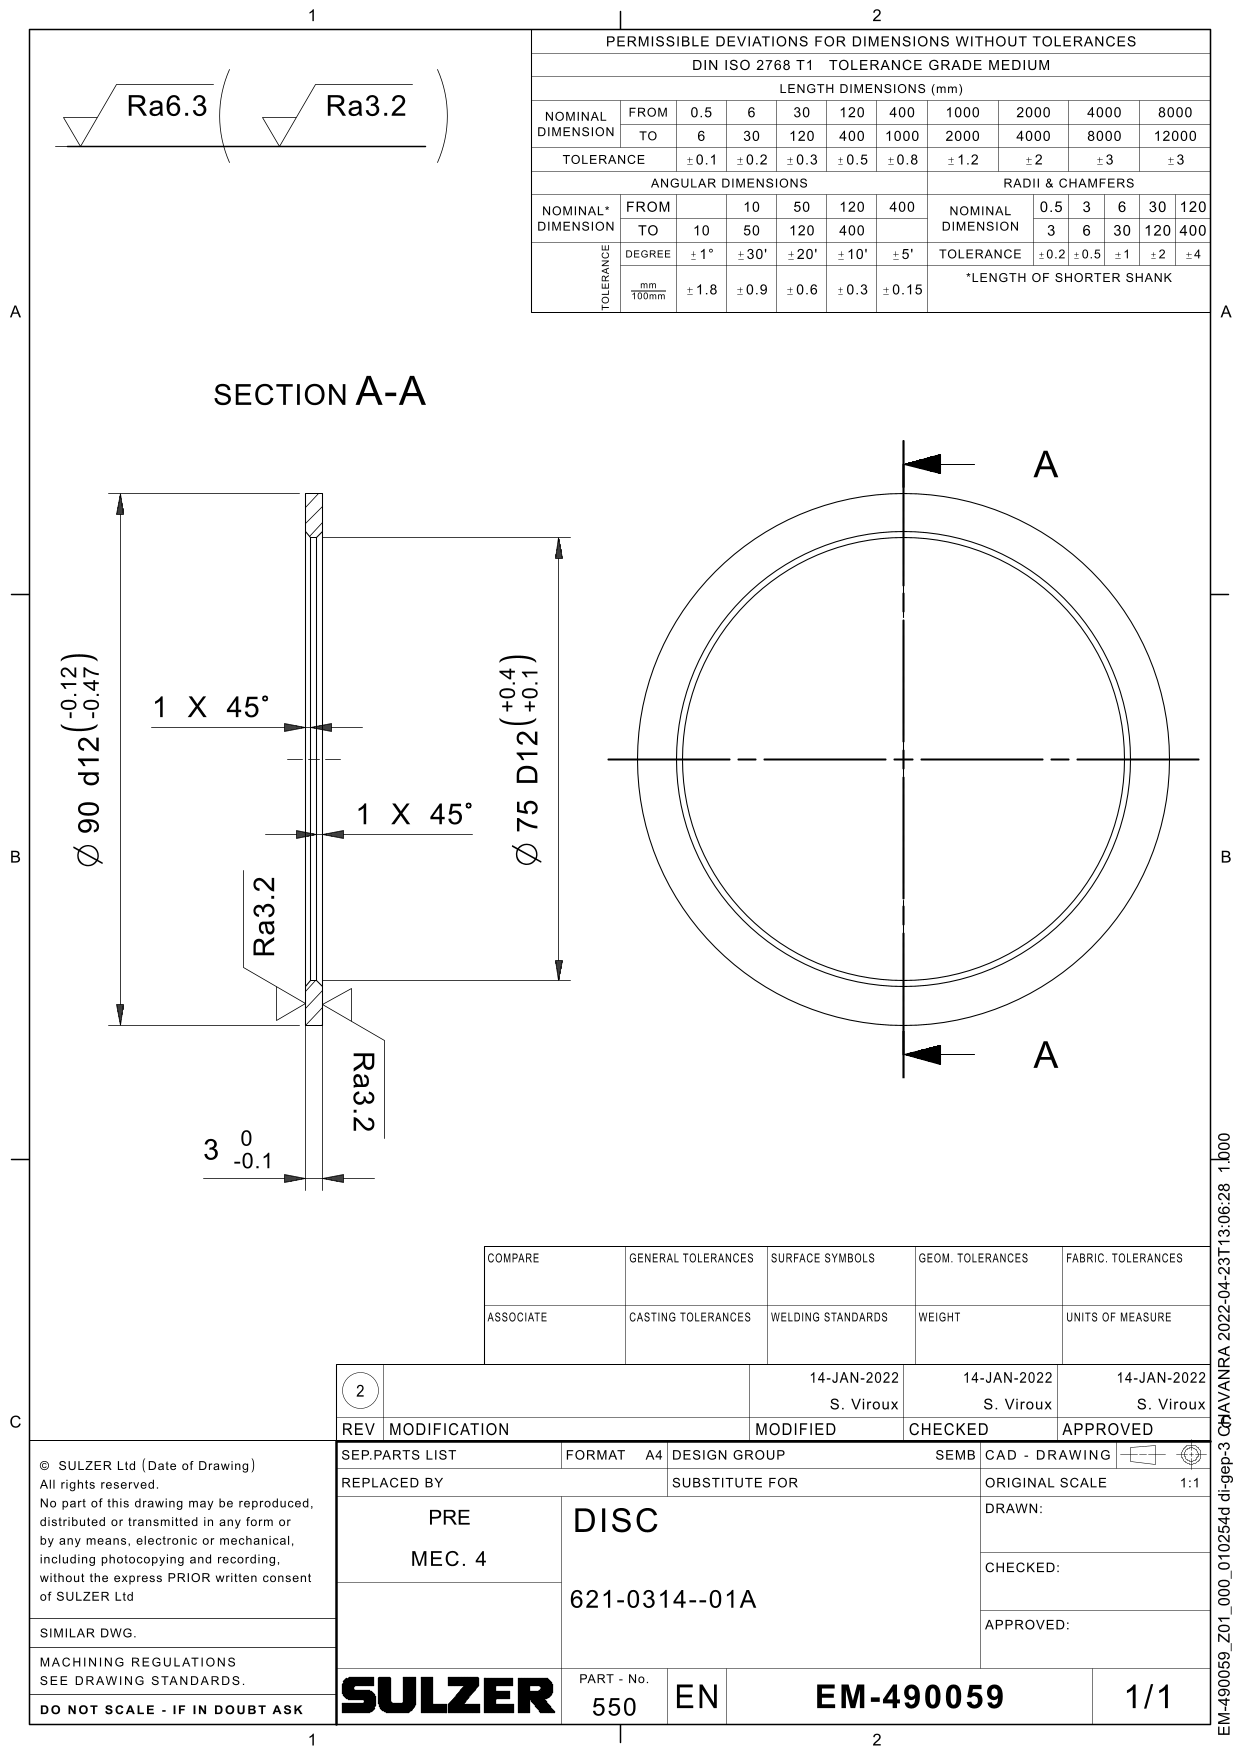 1 2
Ra6.3 ( Ra3.2 )
PERMISSIBLE DEVIATIONS FOR DIMENSIONS WITHOUT TOLERANCES
DIN ISO 2768 T1 TOLERANCE GRADE MEDIUM
LENGTH DIMENSIONS (mm)
NOMINAL DIMENSION FROM 0.5 6 30 120 400 1000 2000 4000 8000
TO 6 30 120 400 1000 2000 4000 8000 12000
TOLERANCE ±0.1 ±0.2 ±0.3 ±0.5 ±0.8 ±1.2 ±2 ±3 ±3
ANGULAR DIMENSIONS RADII & CHAMFERS
NOMINAL* DIMENSION FROM 10 50 120 400 NOMINAL DIMENSION 0.5 3 6 30 120
TO 10 50 120 400 3 6 30 120 400
TOLERANCE DEGREE ±1° ±30' ±20' ±10' ±5' TOLERANCE ±0.2 ±0.5 ±1 ±2 ±4
mm/100mm ±1.8 ±0.9 ±0.6 ±0.3 ±0.15 *LENGTH OF SHORTER SHANK
A A
SECTION A-A
A
Ø 90 d12(-0.12 -0.47)
1 X 45°
Ø 75 D12(+0.4 +0.1)
1 X 45°
B B
Ra3.2
Ra3.2
A
3 0 -0.1
COMPARE GENERAL TOLERANCES SURFACE SYMBOLS GEOM. TOLERANCES FABRIC. TOLERANCES
ASSOCIATE CASTING TOLERANCES WELDING STANDARDS WEIGHT UNITS OF MEASURE
2 14-JAN-2022 14-JAN-2022 14-JAN-2022
S. Viroux S. Viroux S. Viroux
C C
REV MODIFICATION MODIFIED CHECKED APPROVED
SEP.PARTS LIST FORMAT A4 DESIGN GROUP SEMB CAD - DRAWING
REPLACED BY SUBSTITUTE FOR ORIGINAL SCALE 1:1
© SULZER Ltd (Date of Drawing)
All rights reserved.
No part of this drawing may be reproduced,
distributed or transmitted in any form or
by any means, electronic or mechanical,
including photocopying and recording,
without the express PRIOR written consent
of SULZER Ltd
SIMILAR DWG.
MACHINING REGULATIONS
SEE DRAWING STANDARDS.
DO NOT SCALE - IF IN DOUBT ASK
PRE
MEC. 4
DISC
621-0314--01A
DRAWN:
CHECKED:
APPROVED:
SULZER
PART - No.
550
EN
EM-490059
1/1
1 2
EM-490059_Z01_000_010254d di-gep-3 CHAVANRA 2022-04-23T13:06:28 1.000